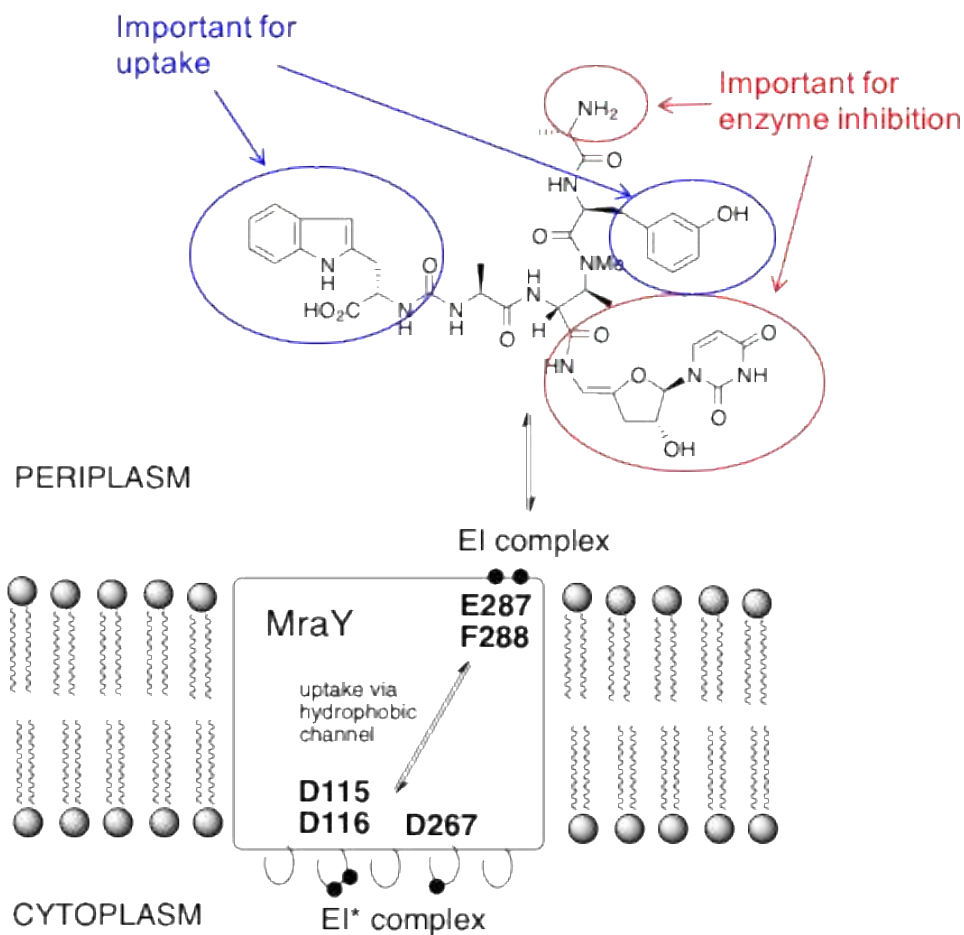 Important for
uptake
Important for
enzyme inhibition
NH2
O
HN
OH
O
NMe
N
H
HO2C
N
H
O
N
H
O
H
N
H
O
HN
O
N
O
NH
O
OH
PERIPLASM
EI complex
MraY
E287
F288
uptake via
hydrophobic
channel
D115
D116
D267
CYTOPLASM
EI* complex